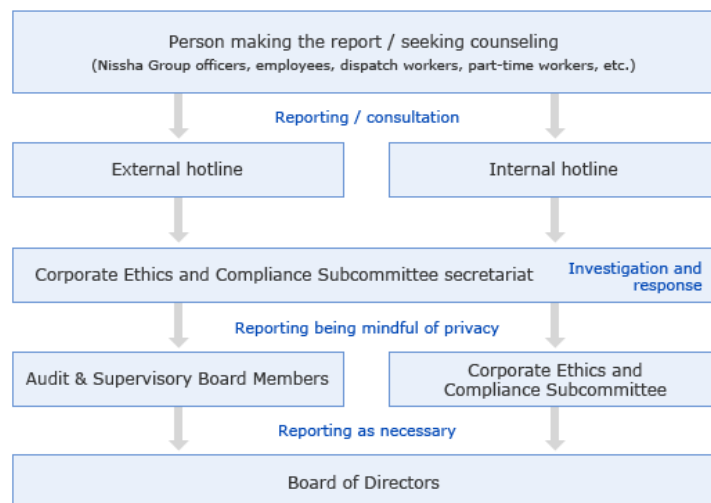 Person making the report / seeking counseling
(Nissha Group officers, employees, dispatch workers, part-time workers, etc.)
Reporting / consultation
External hotline
Internal hotline
Corporate Ethics and Compliance Subcommittee secretariat
Investigation and
response
Reporting being mindful of privacy
Audit & Supervisory Board Members
Corporate Ethics and
Compliance Subcommittee
Reporting as necessary
Board of Directors